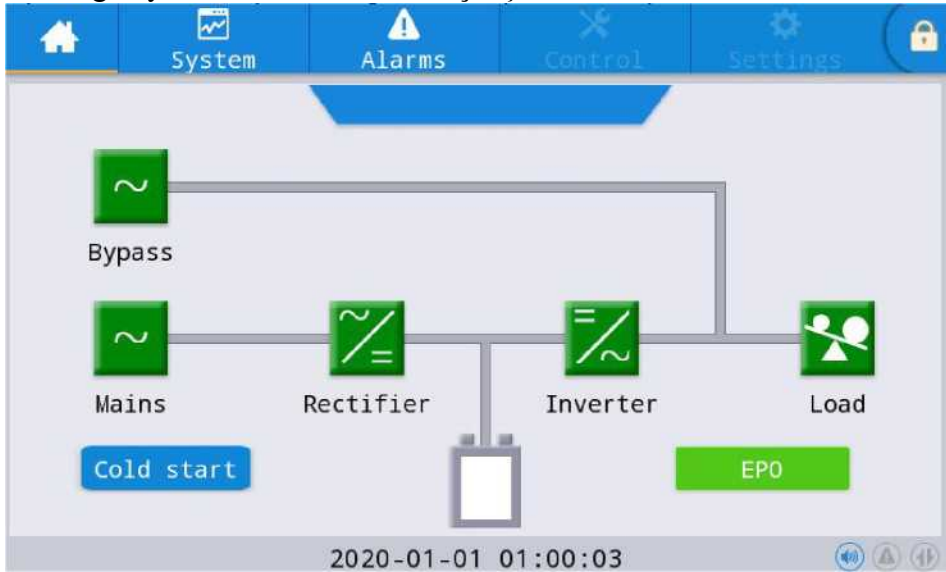 System Alarms Control Settings
Bypass
Mains Rectifier Inverter Load
Cold start EPO
2020-01-01 01:00:03